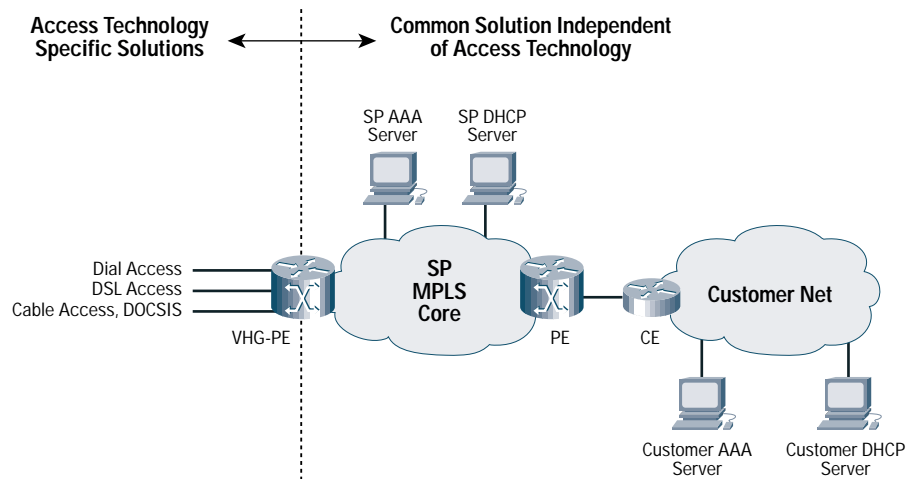 Access Technology
Specific Solutions
Common Solution Independent
of Access Technology
SP AAA
Server
SP DHCP
Server
Dial Access
DSL Access
Cable Access, DOCSIS
VHG-PE
SP
MPLS
Core
PE
CE
Customer Net
Customer AAA
Server
Customer DHCP
Server